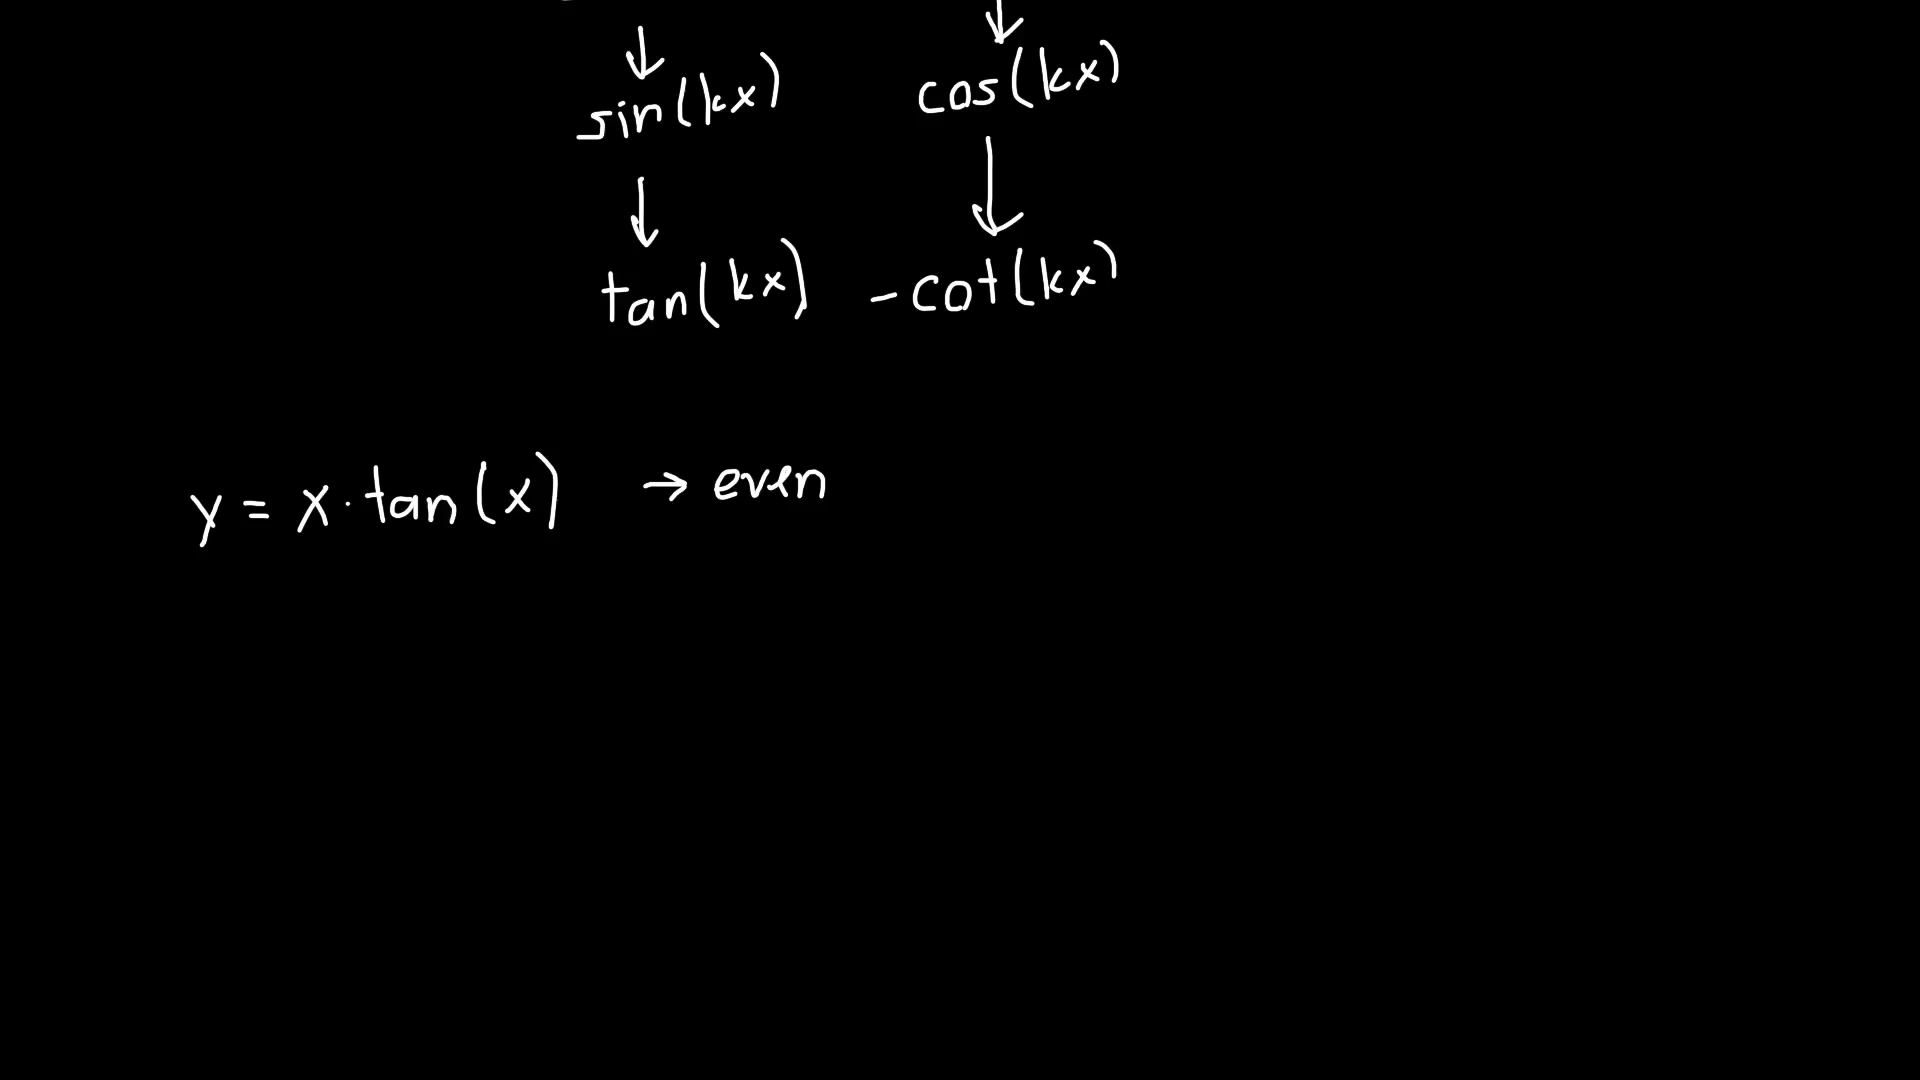 ↓ ↓
sin(kx) cos(kx)
↓ ↓
tan(kx) -cot(kx)
y = x·tan(x) → even